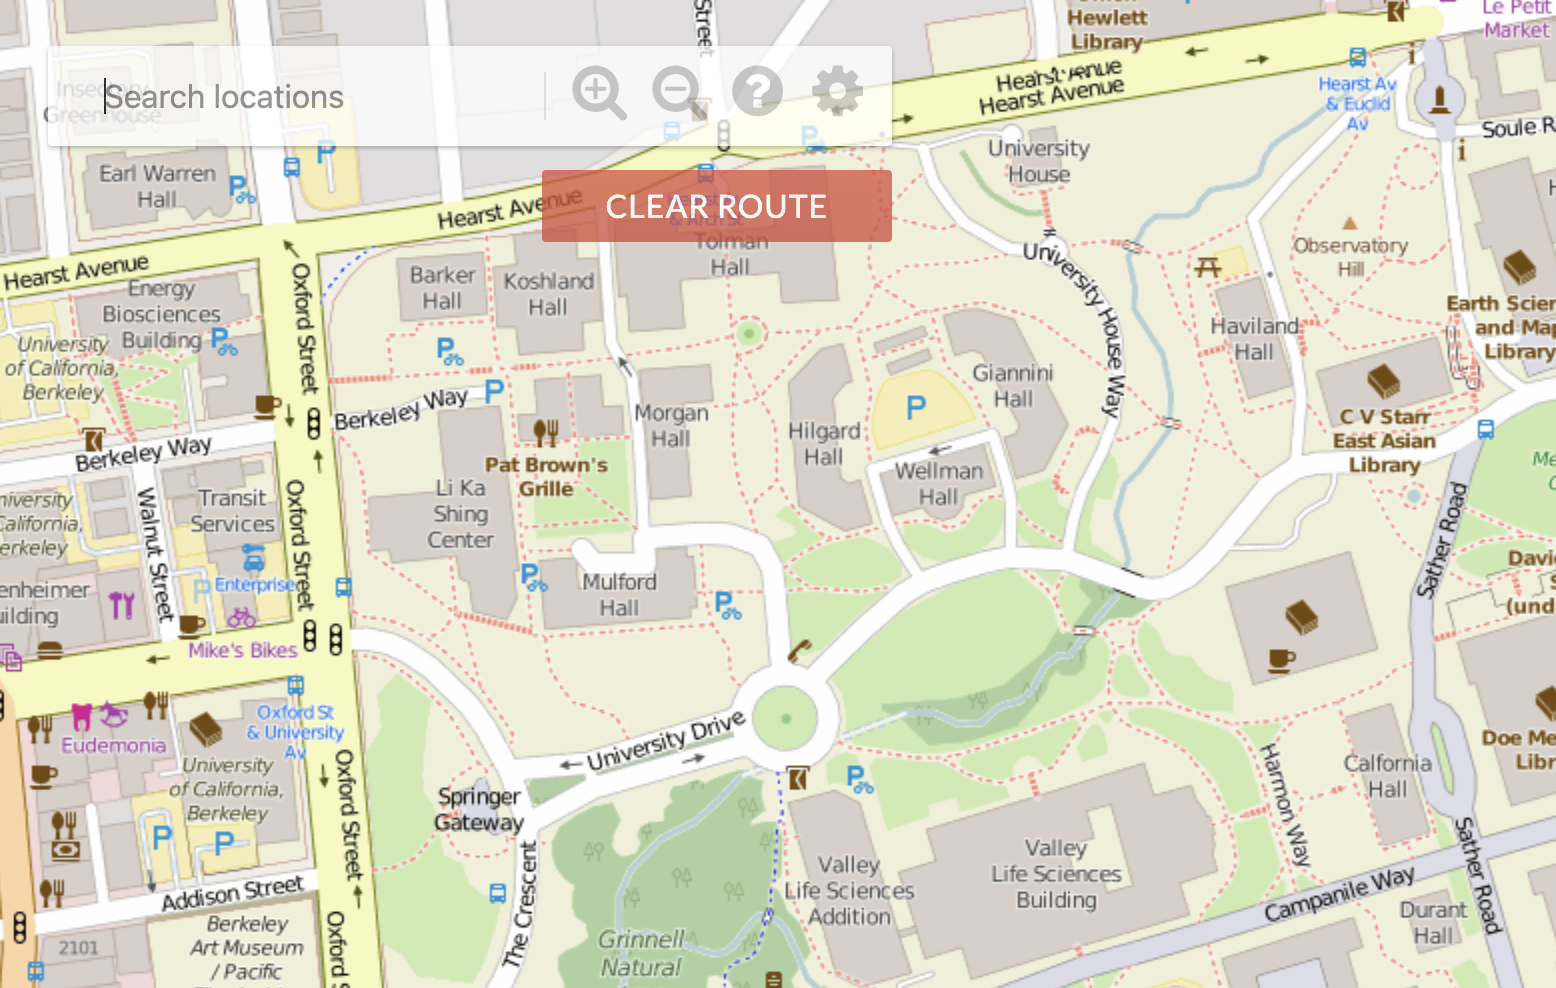 Street
Hewlett
Library
Le Petit
Market
Search locations
Hearst Avenue
Hearst Avenue
Hearst Av
& Euclid
Av
Soule R
Earl Warren
Hall
University
House
CLEAR ROUTE
Hearst Avenue
Tolman
Hall
Observatory
Hill
Hearst Avenue
Barker
Hall
Koshland
Hall
University House Way
Energy
Biosciences
Building
Oxford Street
Haviland
Hall
Earth Scien
and Map
Library
University
of California,
Berkeley
Giannini
Hall
Berkeley Way
Morgan
Hall
Hilgard
Hall
C V Starr
East Asian
Library
Berkeley Way
Pat Brown's
Grille
Wellman
Hall
Li Ka
Shing
Center
Transit
Services
Walnut Street
Oxford Street
niversity
California,
erkeley
Me
Sather Road
Enterprise
Mulford
Hall
enheimer
uilding
David
S
(und
Mike's Bikes
Oxford St
& University
Av
Eudemonia
University Drive
University
of California,
Berkeley
Oxford Street
Springer
Gateway
Harmon Way
Calfornia
Hall
Doe Me
Libr
Valley
Life Sciences
Addition
Valley
Life Sciences
Building
The Crescent
Addison Street
Campanile Way
Sather Road
Durant
Hall
Berkeley
Art Museum
/ Pacific
2101
Oxford S
Grinnell
Natural